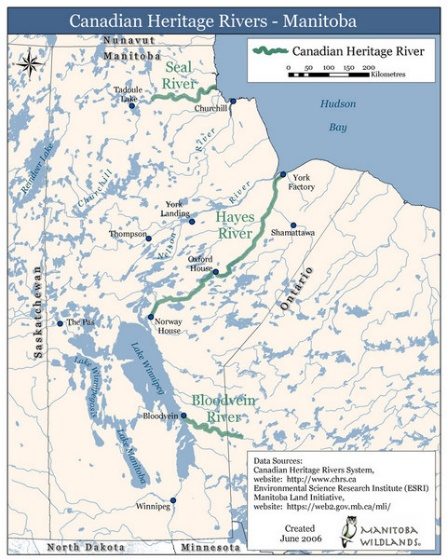 Canadian Heritage Rivers - Manitoba
Nunavut
Manitoba
Canadian Heritage River
0 50 100 200
Kilometres
Seal
River
Tadoule
Lake
Churchill
Hudson
Bay
Reindeer Lake
Churchill
River
York
Factory
York
Landing
River
Hayes
River
Nelson
Thompson
Shamattawa
Oxford
House
Ontario
Saskatchewan
The Pas
Norway
House
Lake Winnipeg
Lake
Winnipegosis
Bloodvein
River
Bloodvein
Lake Manitoba
Winnipeg
Data Sources:
Canadian Heritage Rivers System,
website: http://www.chrs.ca
Environmental Science Research Institute (ESRI)
Manitoba Land Initiative,
website: https://web2.gov.mb.ca/mli/
Created
June 2006
MANITOBA
WILDLANDS
North Dakota
Minnesota